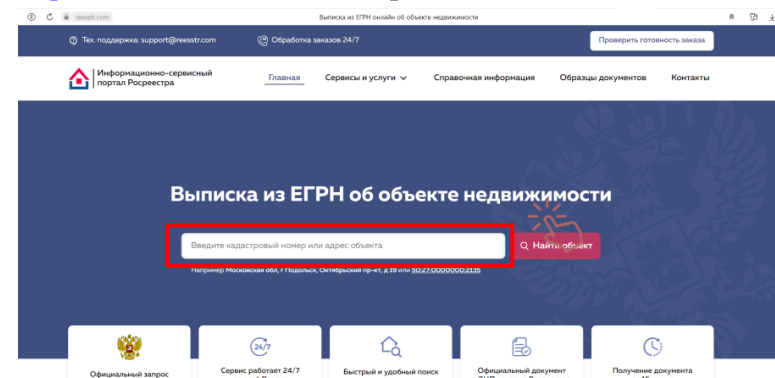 reesstr.com
Выписка из ЕГРН онлайн об объекте недвижимости
Тех. поддержка: support@reesstr.com
Обработка заказов 24/7
Проверить готовность заказа
Информационно-сервисный
портал Росреестра
Главная
Сервисы и услуги
Справочная информация
Образцы документов
Контакты
Выписка из ЕГРН об объекте недвижимости
Введите кадастровый номер или адрес объекта
Найти объект
Например Московская обл, г Подольск, Октябрьский пр-кт, д 19 или 50:27:0000000:2135
24/7
Официальный запрос
Сервис работает 24/7
Быстрый и удобный поиск
Официальный документ
Получение документа